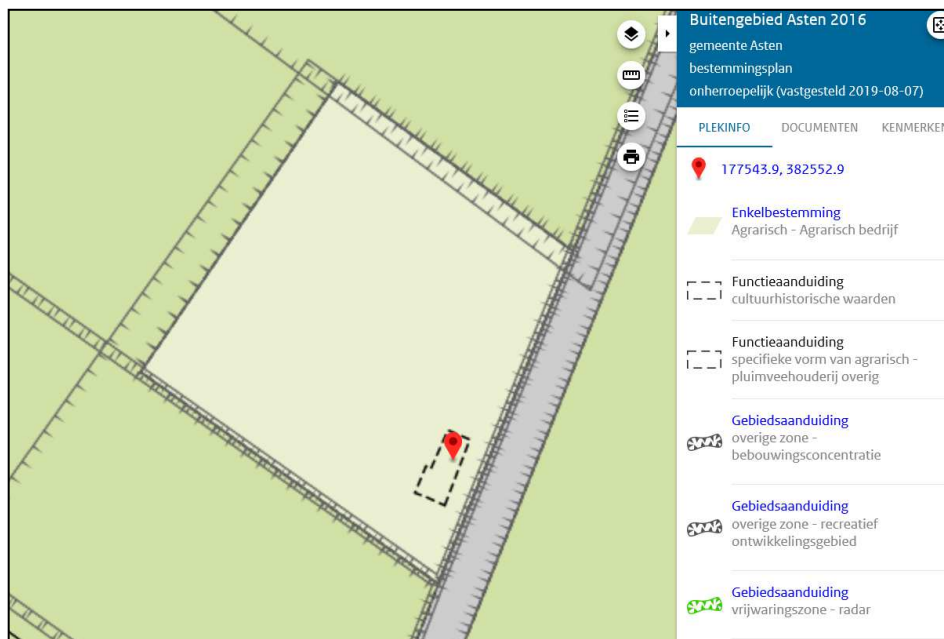 Buitengebied Asten 2016
gemeente Asten
bestemmingsplan
onherroepelijk (vastgesteld 2019-08-07)
PLEKINFO DOCUMENTEN KENMERKEN
177543.9, 382552.9
Enkelbestemming
Agrarisch - Agrarisch bedrijf
Functieaanduiding
cultuurhistorische waarden
Functieaanduiding
specifieke vorm van agrarisch -
pluimveehouderij overig
Gebiedsaanduiding
overige zone -
bebouwingsconcentratie
Gebiedsaanduiding
overige zone - recreatief
ontwikkelingsgebied
Gebiedsaanduiding
vrijwaringszone - radar